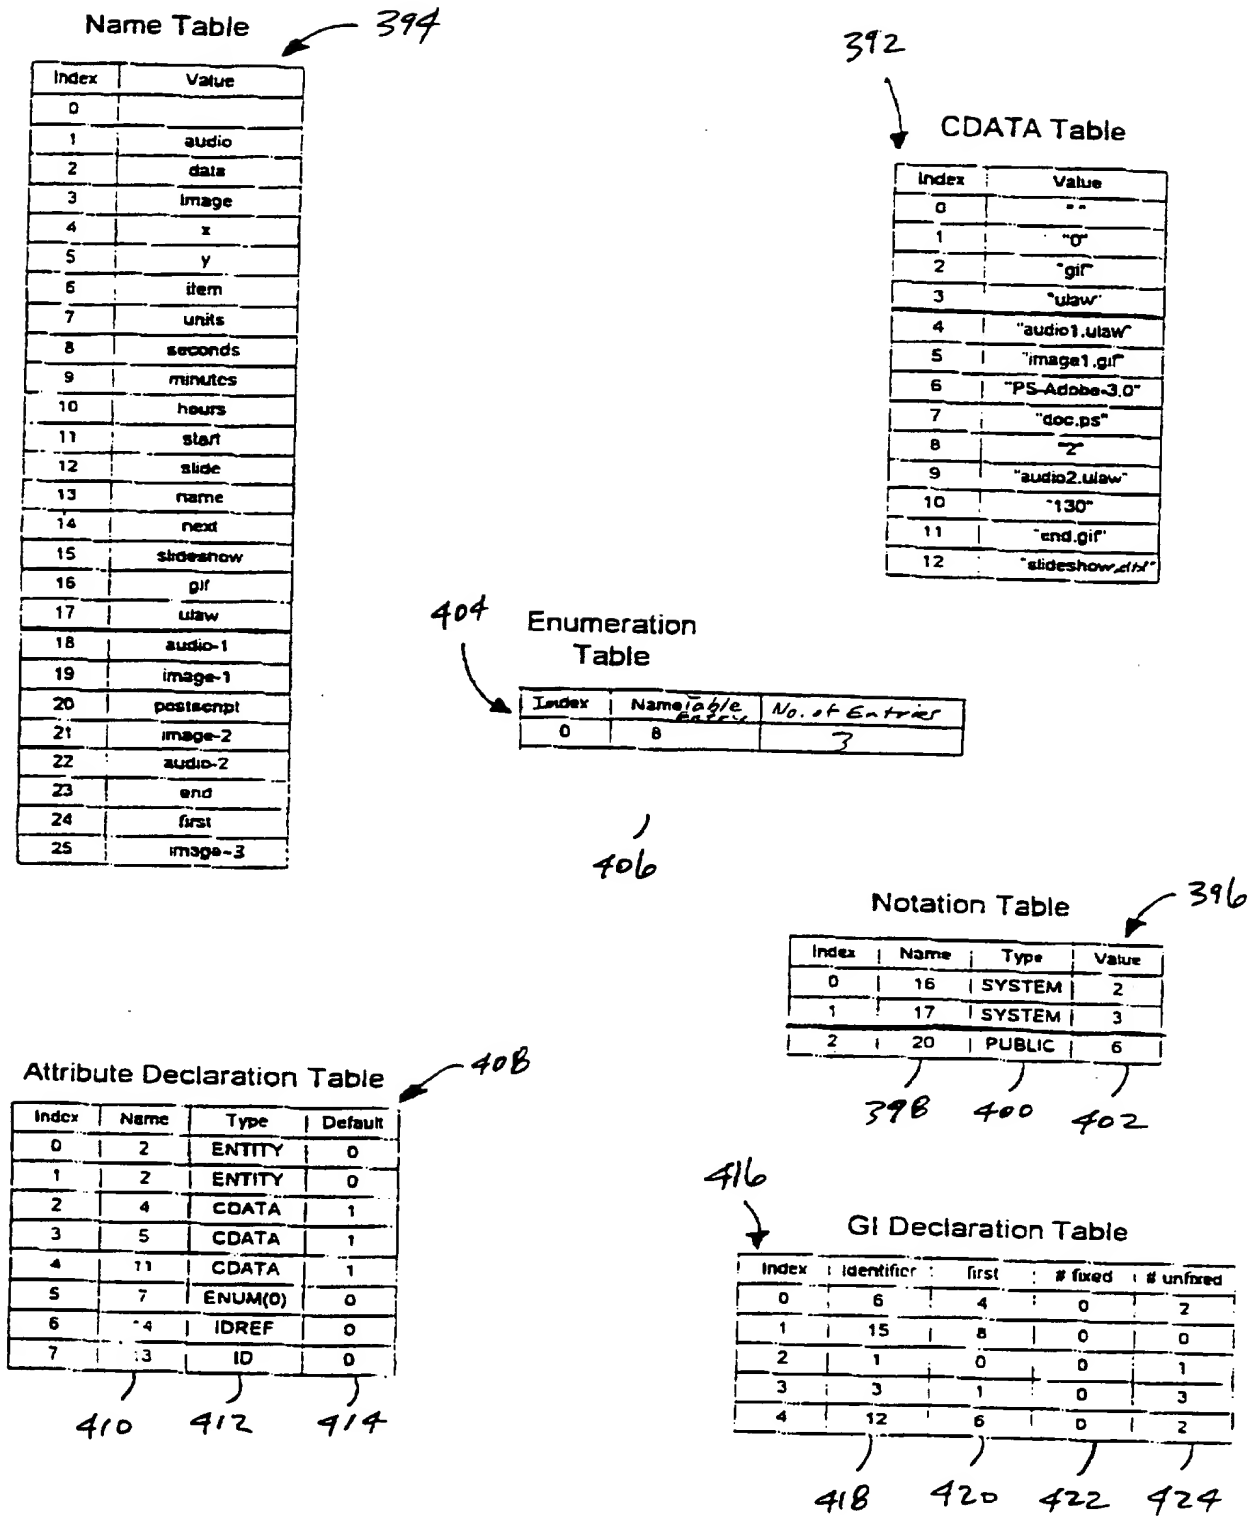 Name Table
394
Index Value
0
1 audio
2 data
3 image
4 x
5 y
6 item
7 units
8 seconds
9 minutes
10 hours
11 start
12 slide
13 name
14 next
15 slideshow
16 gif
17 ulaw
18 audio-1
19 image-1
20 postscript
21 image-2
22 audio-2
23 end
24 first
25 image-3
392
CDATA Table
Index Value
0 " "
1 "0"
2 "gif"
3 "ulaw"
4 "audio1.ulaw"
5 "image1.gif"
6 "PS-Adobe-3.0"
7 "doc.ps"
8 "2"
9 "audio2.ulaw"
10 "130"
11 "end.gif"
12 "slideshow
404
Enumeration
Table
Index Name Table Entry No. of Entries
0 8 3
406
Notation Table
396
Index Name Type Value
0 16 SYSTEM 2
1 17 SYSTEM 3
2 20 PUBLIC 6
398 400 402
Attribute Declaration Table
408
Index Name Type Default
0 2 ENTITY 0
1 2 ENTITY 0
2 4 CDATA 1
3 5 CDATA 1
4 11 CDATA 1
5 7 ENUM(0) 0
6 14 IDREF 0
7 13 ID 0
410 412 414
416
GI Declaration Table
Index Identifier first # fixed # unfixed
0 6 4 0 2
1 15 8 0 0
2 1 0 0 1
3 3 1 0 3
4 12 6 0 2
418 420 422 424